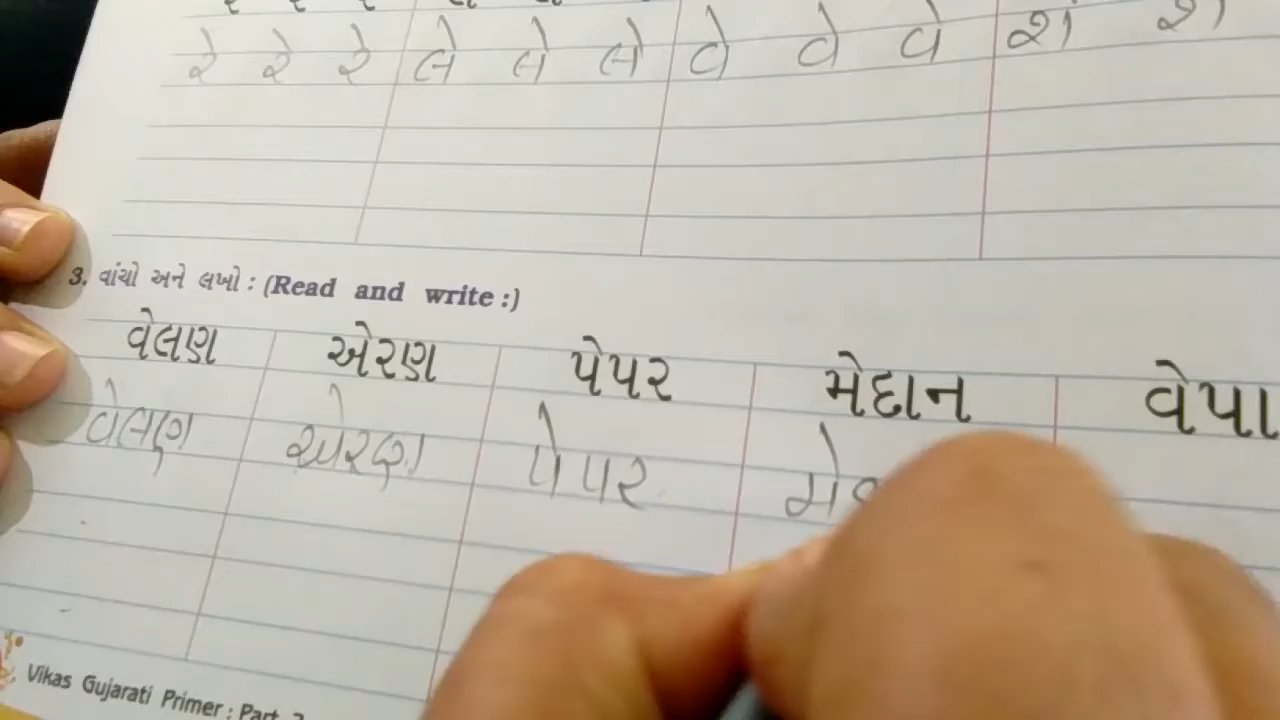 રે રે રે લે લે લે વે વે વે શે શે
3. વાંચો અને લખો : (Read and write :)
વેલણ એરણ પેપર મેદાન
વેલણ એરણ પેપર
Vikas Gujarati Primer : Part